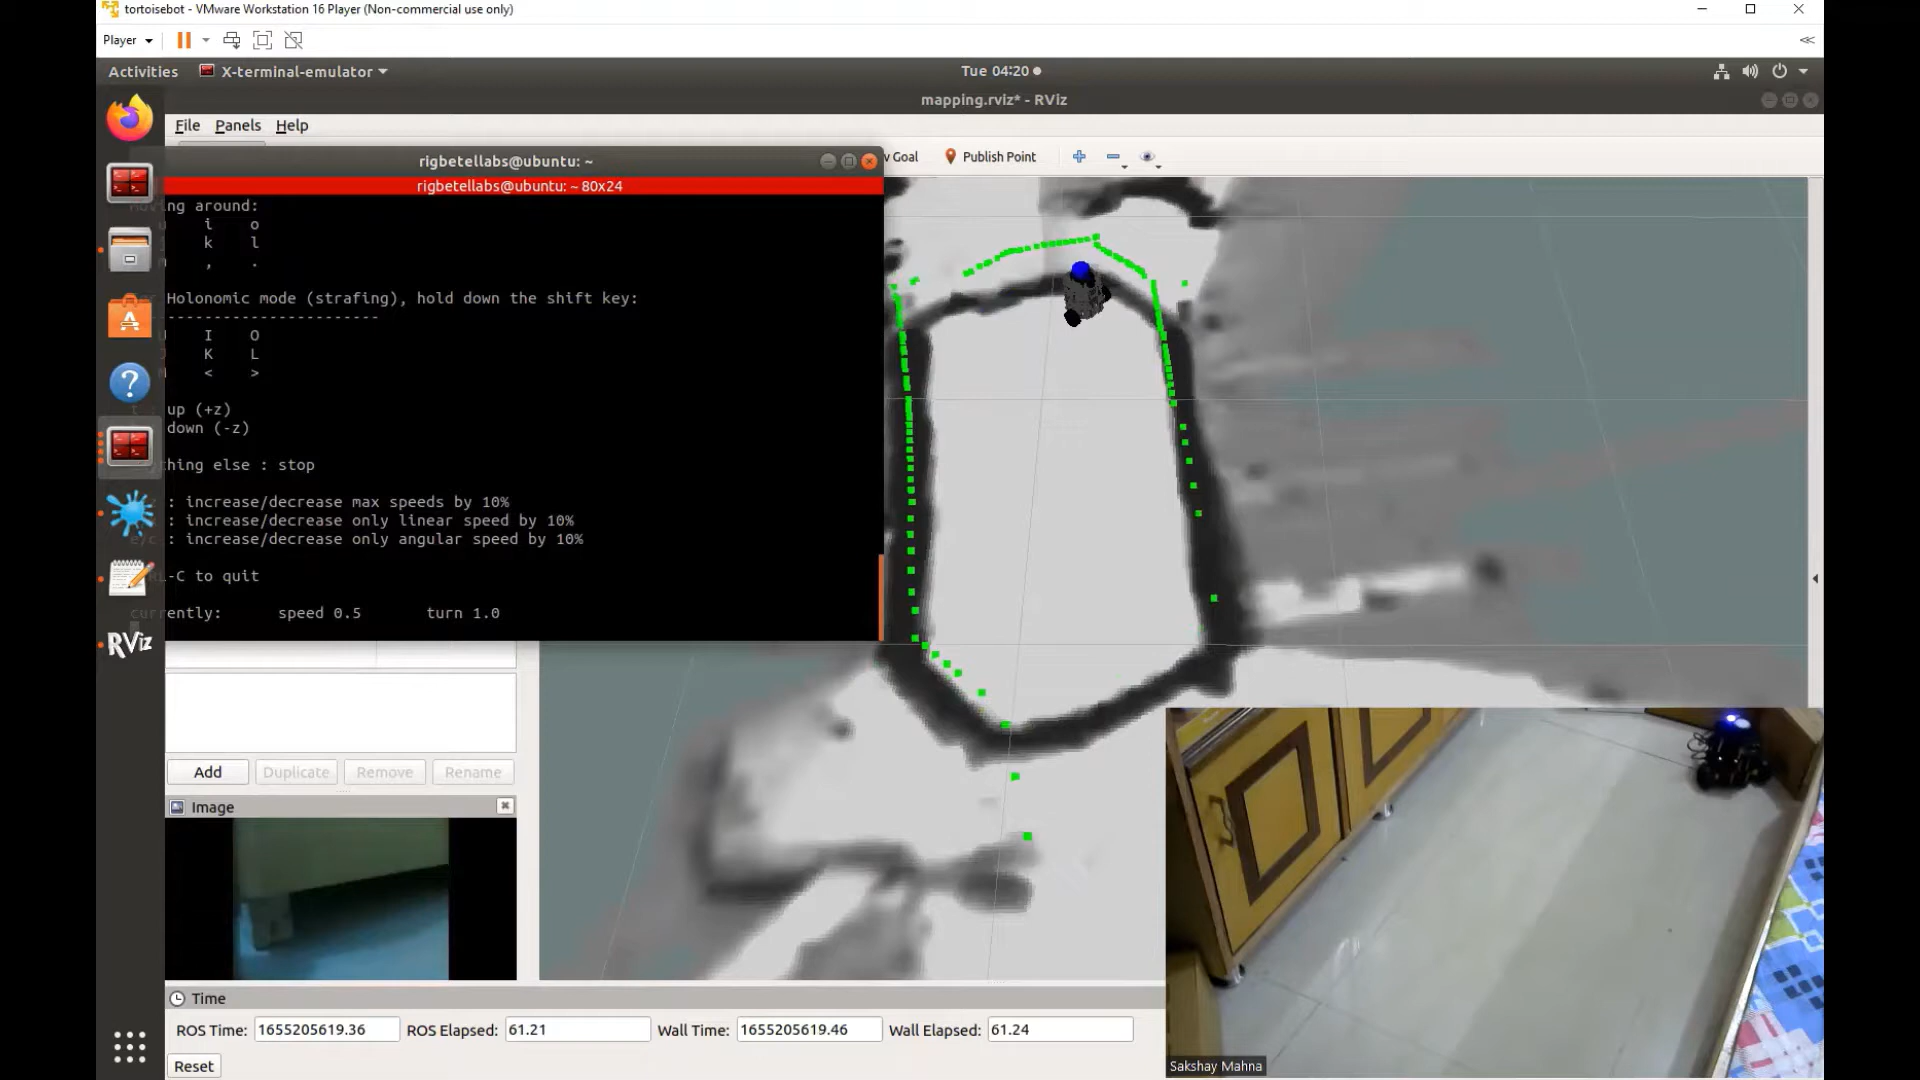 tortoisebot - VMware Workstation 16 Player (Non-commercial use only)
Player
Activities
X-terminal-emulator
Tue 04:20
mapping.rviz* - RViz
File Panels Help
Goal
Publish Point
rigbetellabs@ubuntu: ~
rigbetellabs@ubuntu: ~ 80x24
around:
i o
k l
, .
Holonomic mode (strafing), hold down the shift key:
---------------------------
I O
K L
< >
t : up (+z)
down (-z)
anything else : stop
: increase/decrease max speeds by 10%
: increase/decrease only linear speed by 10%
e/c : increase/decrease only angular speed by 10%
CTRL-C to quit
currently: speed 0.5 turn 1.0
RViz
Add Duplicate Remove Rename
Image
Time
ROS Time: 1655205619.36 ROS Elapsed: 61.21 Wall Time: 1655205619.46 Wall Elapsed: 61.24
Reset
Sakshay Mahna